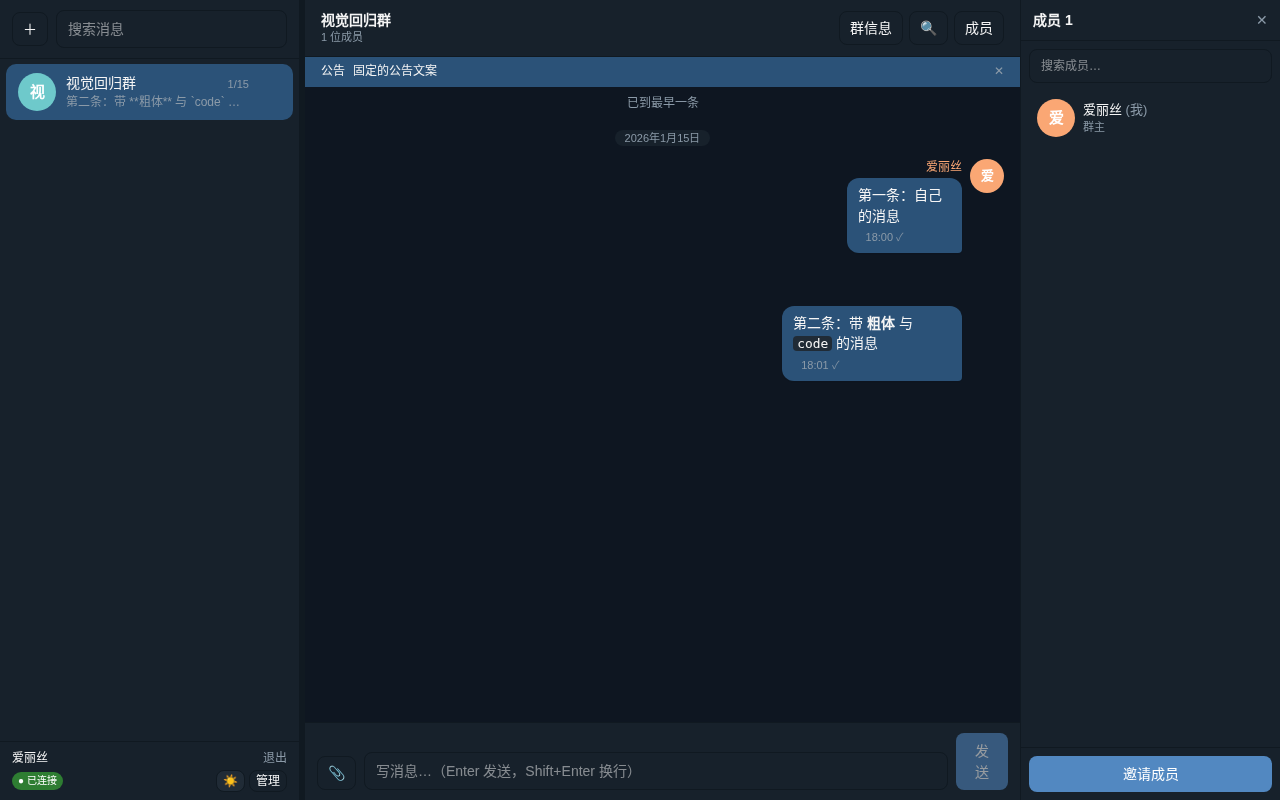 +
搜索消息
视
视觉回归群
1/15
第二条：带 **粗体** 与 `code` …
爱丽丝
退出
● 已连接
管理
视觉回归群
1 位成员
群信息
成员
公告 固定的公告文案
×
已到最早一条
2026年1月15日
爱丽丝
爱
第一条：自己
的消息
18:00 ✓
第二条：带 粗体 与
code 的消息
18:01 ✓
写消息…（Enter 发送，Shift+Enter 换行）
发
送
成员 1
×
搜索成员…
爱
爱丽丝 (我)
群主
邀请成员